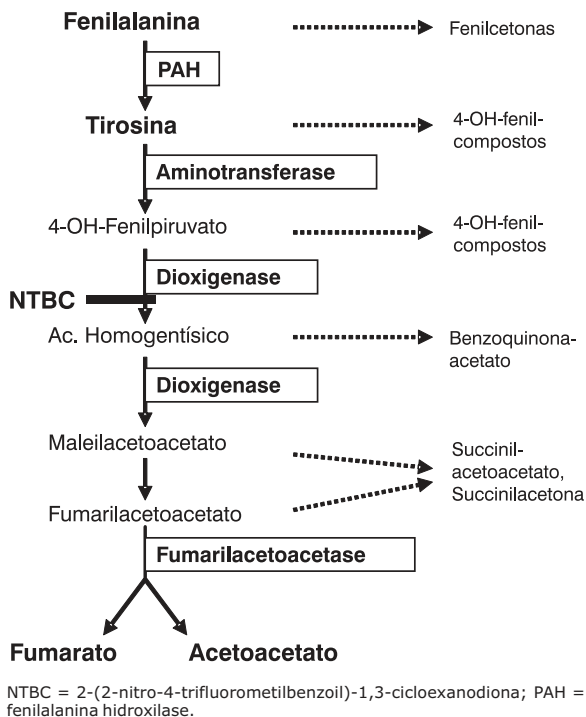 Fenilalanina
Fenilcetonas
PAH
Tirosina
4-OH-fenil-
compostos
Aminotransferase
4-OH-Fenilpiruvato
4-OH-fenil-
compostos
Dioxigenase
NTBC
Ac. Homogentísico
Benzoquinona-
acetato
Dioxigenase
Maleilacetoacetato
Succinil-
acetoacetato,
Succinilacetona
Fumarilacetoacetato
Fumarilacetoacetase
Fumarato
Acetoacetato
NTBC = 2-(2-nitro-4-trifluorometilbenzoil)-1,3-cicloexanodiona; PAH =
fenilalanina hidroxilase.